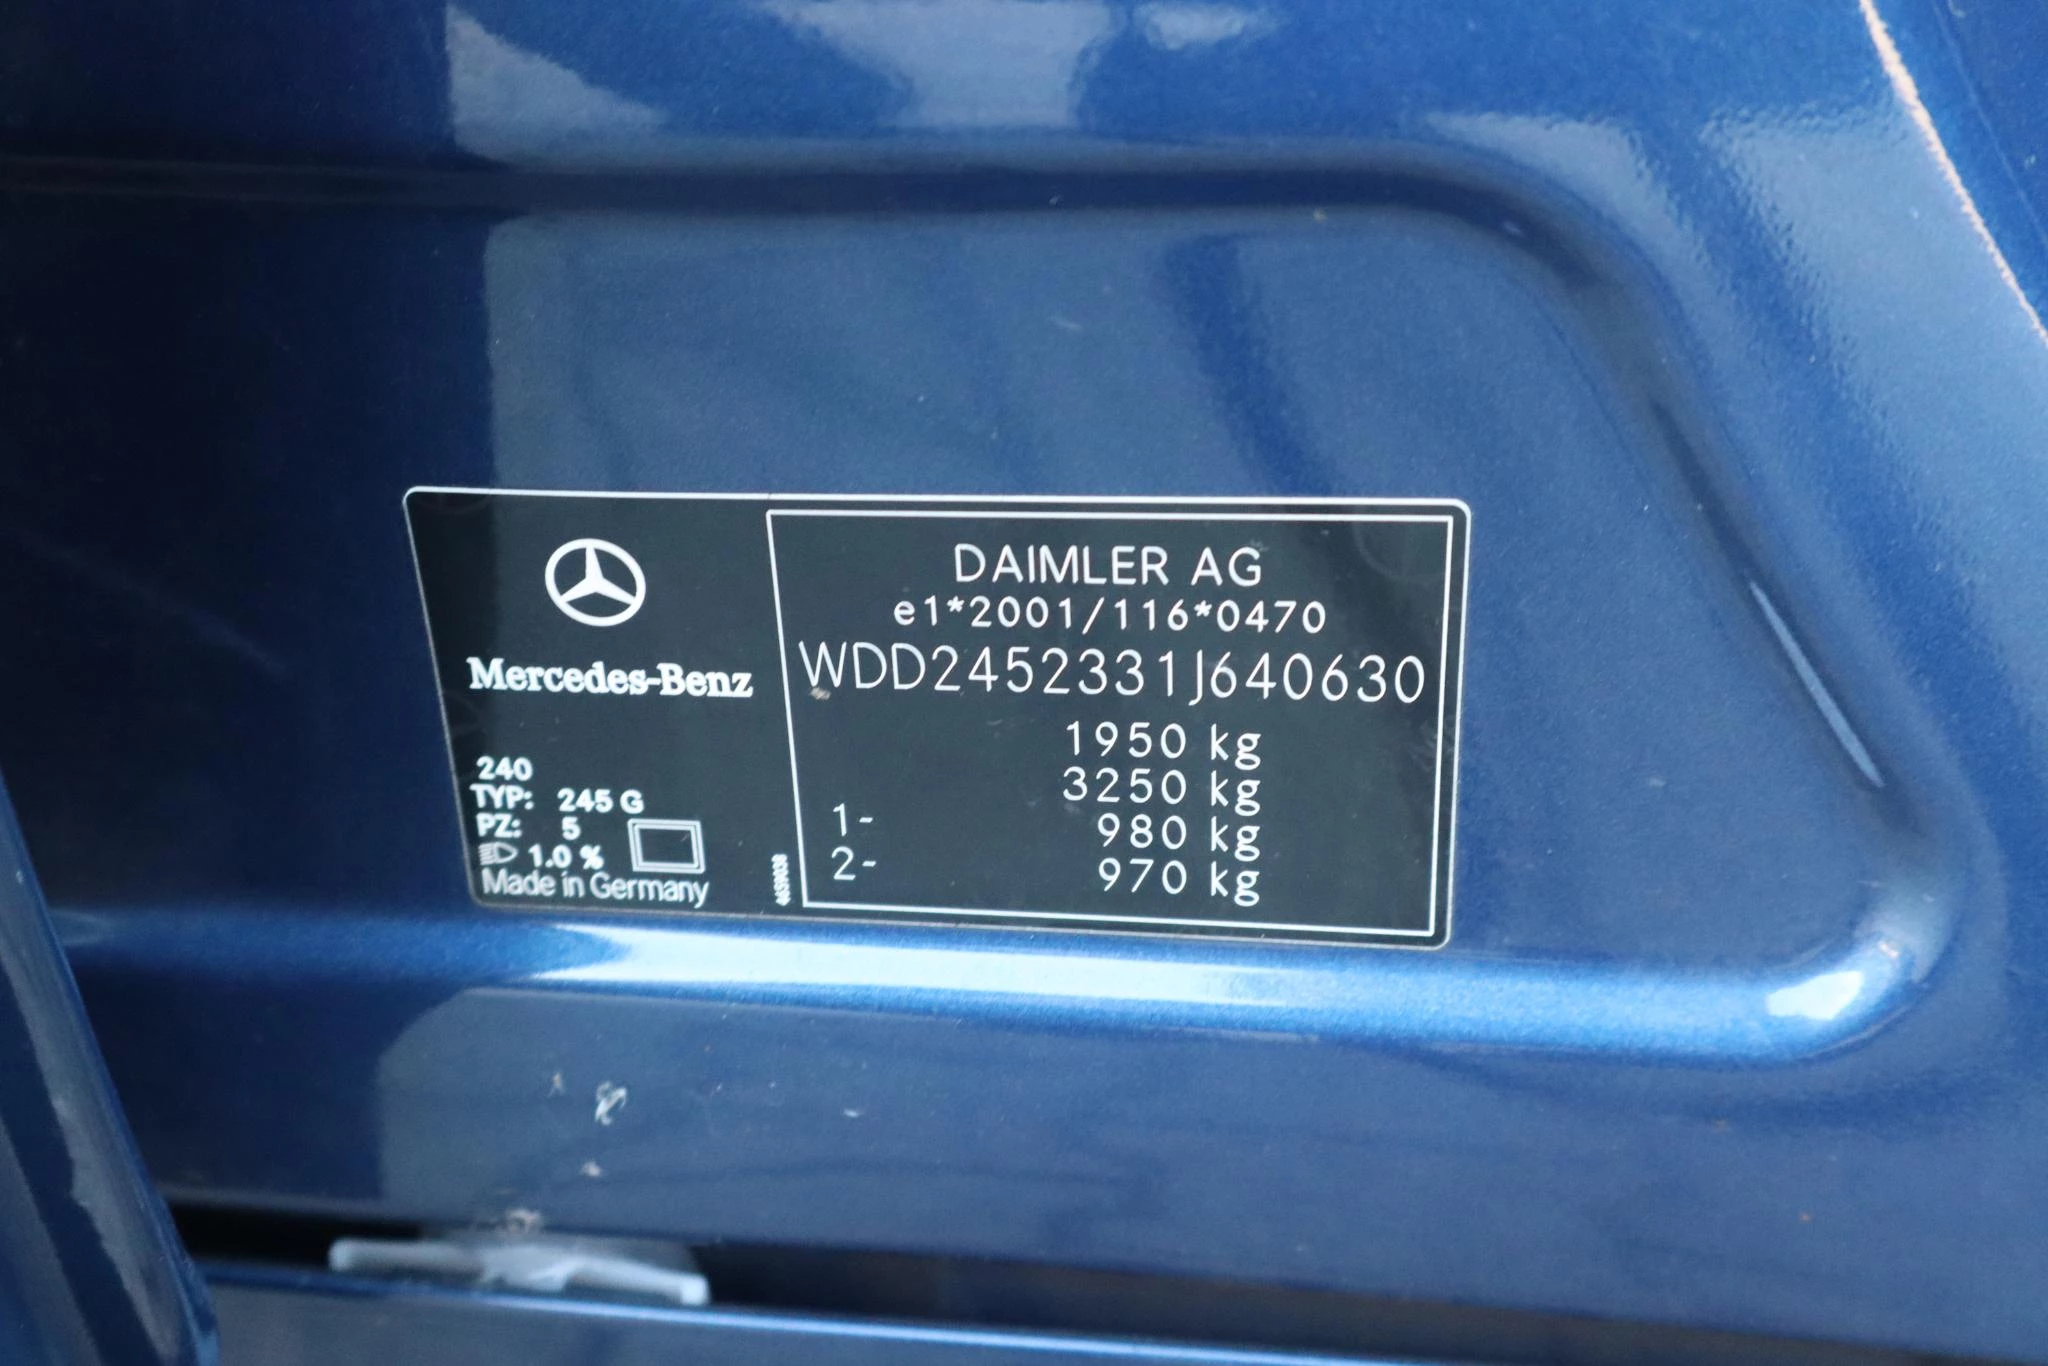 Mercedes-Benz
240
TYP: 245 G
PZ: 5
1.0 %
Made in Germany
4639038
DAIMLER AG
e1*2001/116*0470
WDD2452331J640630
1950 kg
3250 kg
1- 980 kg
2- 970 kg